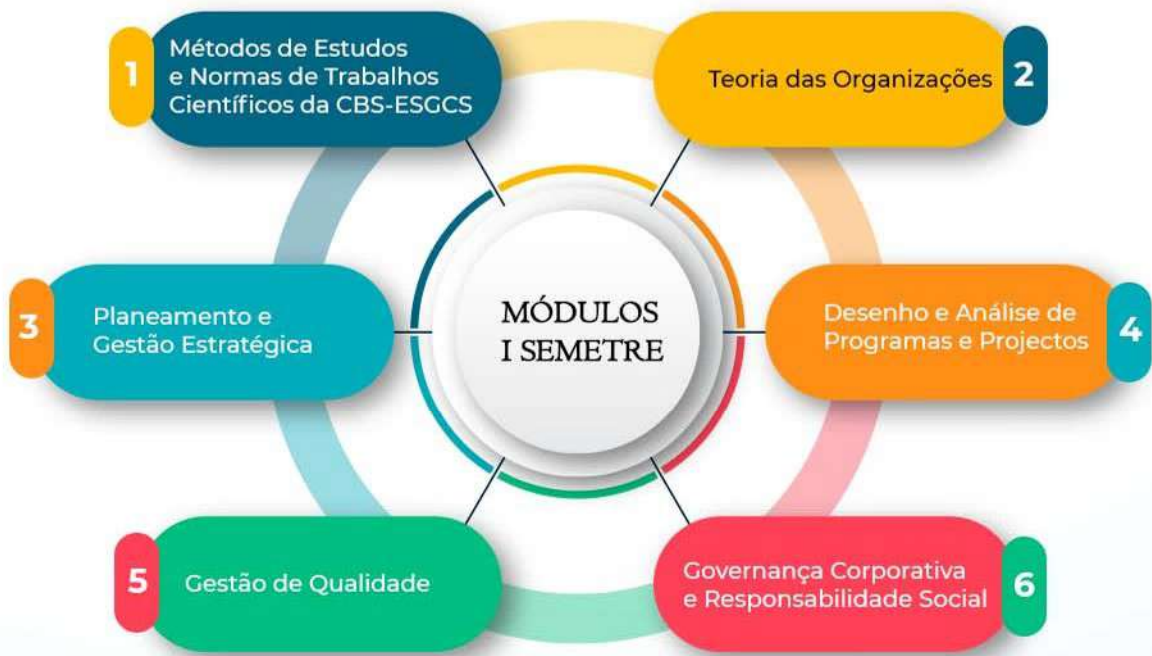 1
Métodos de Estudos
e Normas de Trabalhos
Científicos da CBS-ESGCS
Teoria das Organizações
2
3
Planeamento e
Gestão Estratégica
MÓDULOS
I SEMETRE
Desenho e Análise de
Programas e Projectos
4
5
Gestão de Qualidade
Governança Corporativa
e Responsabilidade Social
6